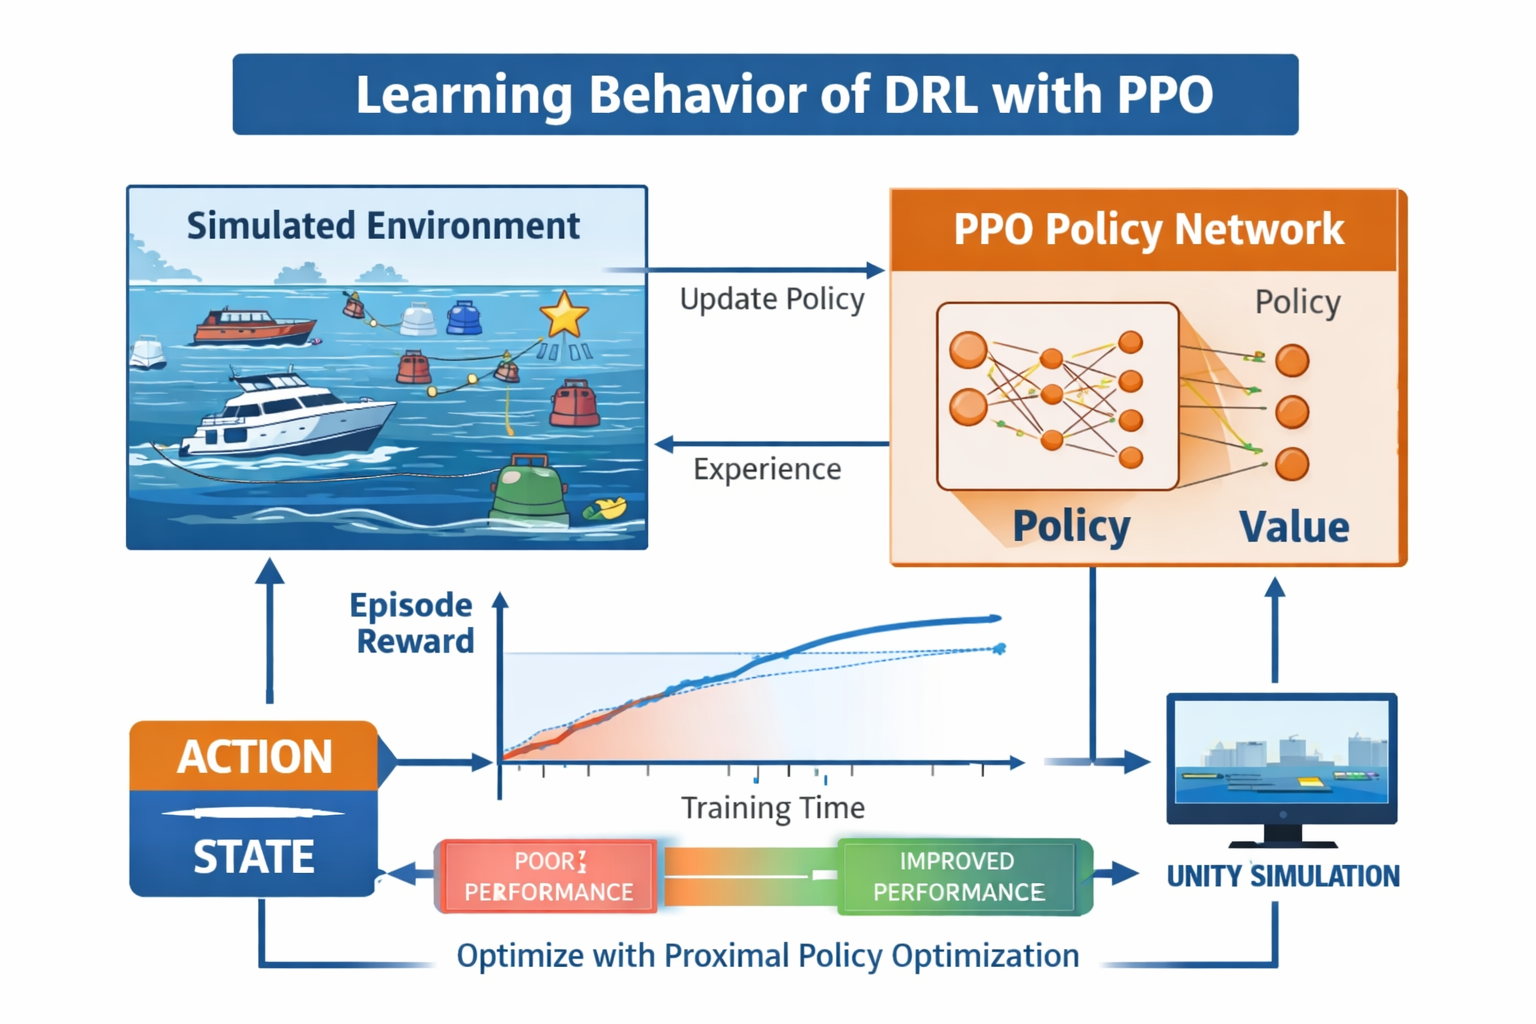 Learning Behavior of DRL with PPO
Simulated Environment
Update Policy
Experience
PPO Policy Network
Policy
Policy
Value
Episode
Reward
Training Time
ACTION
STATE
POOR
PERFORMANCE
IMPROVED
PERFORMANCE
UNITY SIMULATION
Optimize with Proximal Policy Optimization